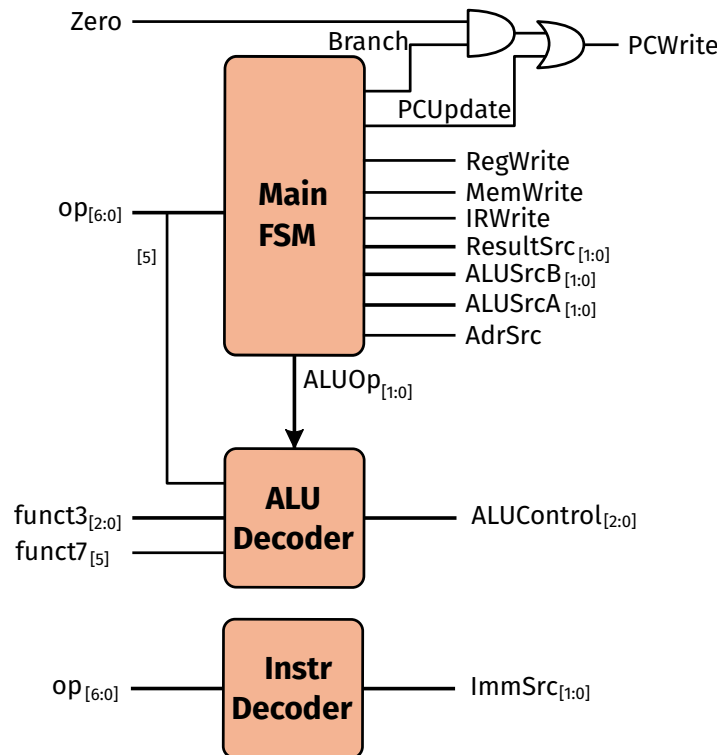 Zero
Branch
PCWrite
PCUpdate
RegWrite
MemWrite
IRWrite
ResultSrc[1:0]
ALUSrcB[1:0]
ALUSrcA[1:0]
AdrSrc
Main
FSM
op[6:0]
[5]
ALUOp[1:0]
ALU
Decoder
funct3[2:0]
funct7[5]
ALUControl[2:0]
Instr
Decoder
op[6:0]
ImmSrc[1:0]